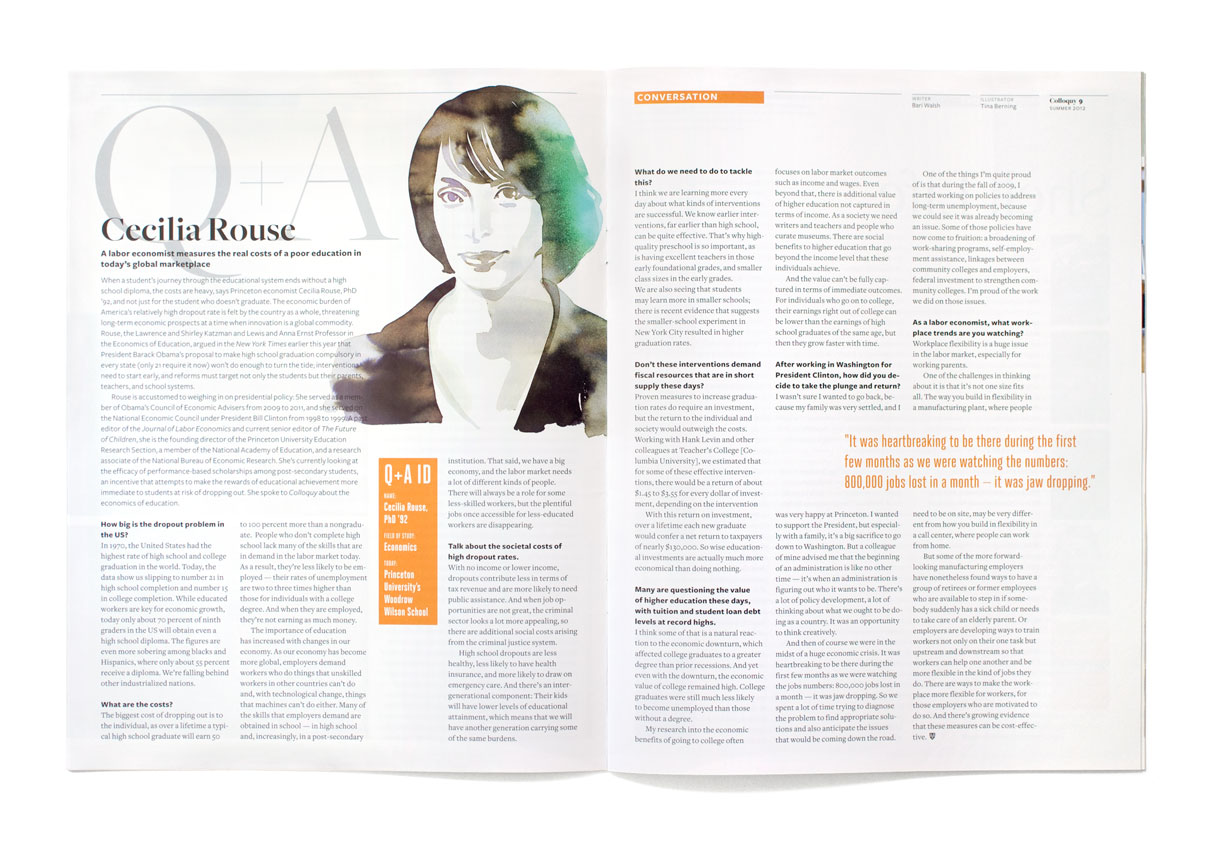 Q+A
Cecilia Rouse
A labor economist measures the real costs of a poor education in
today's global marketplace
When a student's journey through the educational system ends without a high
school diploma, the costs are heavy, says Princeton economist Cecilia Rouse, PhD
'92, and not just for the student who doesn't graduate. The economic burden of
America's relatively high dropout rate is felt by the country as a whole, threatening
long-term economic prospects at a time when innovation is a global commodity.
Rouse, the Lawrence and Shirley Katzman and Lewis and Anna Ernst Professor in
the Economics of Education, argued in the New York Times earlier this year that
President Barack Obama's proposal to make high school graduation compulsory in
every state (only 21 require it now) won't do enough to turn the tide; interventions
need to start early, and reforms must target not only the students but their parents,
teachers, and school systems.
Rouse is accustomed to weighing in on presidential policy: She served as a mem-
ber of Obama's Council of Economic Advisers from 2009 to 2011, and she served on
the National Economic Council under President Bill Clinton from 1998 to 1999. A past
editor of the Journal of Labor Economics and current senior editor of The Future
of Children, she is the founding director of the Princeton University Education
Research Section, a member of the National Academy of Education, and a research
associate of the National Bureau of Economic Research. She's currently looking at
the efficacy of performance-based scholarships among post-secondary students,
an incentive that attempts to make the rewards of educational achievement more
immediate to students at risk of dropping out. She spoke to Colloquy about the
economics of education.
How big is the dropout problem in
the US?
In 1970, the United States had the
highest rate of high school and college
graduation in the world. Today, the
data show us slipping to number 21 in
high school completion and number 15
in college completion. While educated
workers are key for economic growth,
today only about 70 percent of ninth
graders in the US will obtain even a
high school diploma. The figures are
even more sobering among blacks and
Hispanics, where only about 55 percent
receive a diploma. We're falling behind
other industrialized nations.
What are the costs?
The biggest cost of dropping out is to
the individual, as over a lifetime a typi-
cal high school graduate will earn 50
to 100 percent more than a nongradu-
ate. People who don't complete high
school lack many of the skills that are
in demand in the labor market today.
As a result, they're less likely to be em-
ployed — their rates of unemployment
are two to three times higher than
those for individuals with a college
degree. And when they are employed,
they're not earning as much money.
The importance of education
has increased with changes in our
economy. As our economy has become
more global, employers demand
workers who do things that unskilled
workers in other countries can't do
and, with technological change, things
that machines can't do either. Many of
the skills that employers demand are
obtained in school — in high school
and, increasingly, in a post-secondary
Q+A ID
NAME:
Cecilia Rouse,
PhD '92
FIELD OF STUDY:
Economics
TODAY:
Princeton
University's
Woodrow
Wilson School
institution. That said, we have a big
economy, and the labor market needs
a lot of different kinds of people.
There will always be a role for some
less-skilled workers, but the plentiful
jobs once accessible for less-educated
workers are disappearing.
Talk about the societal costs of
high dropout rates.
With no income or lower income,
dropouts contribute less in terms of
tax revenue and are more likely to need
public assistance. And when job op-
portunities are not great, the criminal
sector looks a lot more appealing, so
there are additional social costs arising
from the criminal justice system.
High school dropouts are less
healthy, less likely to have health
insurance, and more likely to draw on
emergency care. And there's an inter-
generational component: Their kids
will have lower levels of educational
attainment, which means that we will
have another generation carrying some
of the same burdens.
CONVERSATION
WRITER
Bari Walsh
ILLUSTRATOR
Tina Berning
Colloquy 9
SUMMER 2012
What do we need to do to tackle
this?
I think we are learning more every
day about what kinds of interventions
are successful. We know earlier inter-
ventions, far earlier than high school,
can be quite effective. That's why high-
quality preschool is so important, as
is having excellent teachers in those
early foundational grades, and smaller
class sizes in the early grades.
We are also seeing that students
may learn more in smaller schools;
there is recent evidence that suggests
the smaller-school experiment in
New York City resulted in higher
graduation rates.
Don't these interventions demand
fiscal resources that are in short
supply these days?
Proven measures to increase gradua-
tion rates do require an investment,
but the return to the individual and
society would outweigh the costs.
Working with Hank Levin and other
colleagues at Teacher's College [Co-
lumbia University], we estimated that
for some of these effective interven-
tions, there would be a return of about
$1.45 to $3.55 for every dollar of invest-
ment, depending on the intervention
With this return on investment,
over a lifetime each new graduate
would confer a net return to taxpayers
of nearly $130,000. So wise education-
al investments are actually much more
economical than doing nothing.
Many are questioning the value
of higher education these days,
with tuition and student loan debt
levels at record highs.
I think some of that is a natural reac-
tion to the economic downturn, which
affected college graduates to a greater
degree than prior recessions. And yet
even with the downturn, the economic
value of college remained high. College
graduates were still much less likely
to become unemployed than those
without a degree.
My research into the economic
benefits of going to college often
focuses on labor market outcomes
such as income and wages. Even
beyond that, there is additional value
of higher education not captured in
terms of income. As a society we need
writers and teachers and people who
curate museums. There are social
benefits to higher education that go
beyond the income level that these
individuals achieve.
And the value can't be fully cap-
tured in terms of immediate outcomes.
For individuals who go on to college,
their earnings right out of college can
be lower than the earnings of high
school graduates of the same age, but
then they grow faster with time.
After working in Washington for
President Clinton, how did you de-
cide to take the plunge and return?
I wasn't sure I wanted to go back, be-
cause my family was very settled, and I
was very happy at Princeton. I wanted
to support the President, but especial-
ly with a family, it's a big sacrifice to go
down to Washington. But a colleague
of mine advised me that the beginning
of an administration is like no other
time — it's when an administration is
figuring out who it wants to be. There's
a lot of policy development, a lot of
thinking about what we ought to be do-
ing as a country. It was an opportunity
to think creatively.
And then of course we were in the
midst of a huge economic crisis. It was
heartbreaking to be there during the
first few months as we were watching
the jobs numbers: 800,000 jobs lost in
a month — it was jaw dropping. So we
spent a lot of time trying to diagnose
the problem to find appropriate solu-
tions and also anticipate the issues
that would be coming down the road.
One of the things I'm quite proud
of is that during the fall of 2009, I
started working on policies to address
long-term unemployment, because
we could see it was already becoming
an issue. Some of those policies have
now come to fruition: a broadening of
work-sharing programs, self-employ-
ment assistance, linkages between
community colleges and employers,
federal investment to strengthen com-
munity colleges. I'm proud of the work
we did on those issues.
As a labor economist, what work-
place trends are you watching?
Workplace flexibility is a huge issue
in the labor market, especially for
working parents.
One of the challenges in thinking
about it is that it's not one size fits
all. The way you build in flexibility in
a manufacturing plant, where people
"It was heartbreaking to be there during the first
few months as we were watching the numbers:
800,000 jobs lost in a month — it was jaw dropping."
need to be on site, may be very differ-
ent from how you build in flexibility in
a call center, where people can work
from home.
But some of the more forward-
looking manufacturing employers
have nonetheless found ways to have a
group of retirees or former employees
who are available to step in if some-
body suddenly has a sick child or needs
to take care of an elderly parent. Or
employers are developing ways to train
workers not only on their one task but
upstream and downstream so that
workers can help one another and be
more flexible in the kind of jobs they
do. There are ways to make the work-
place more flexible for workers, for
those employers who are motivated to
do so. And there's growing evidence
that these measures can be cost-effec-
tive.